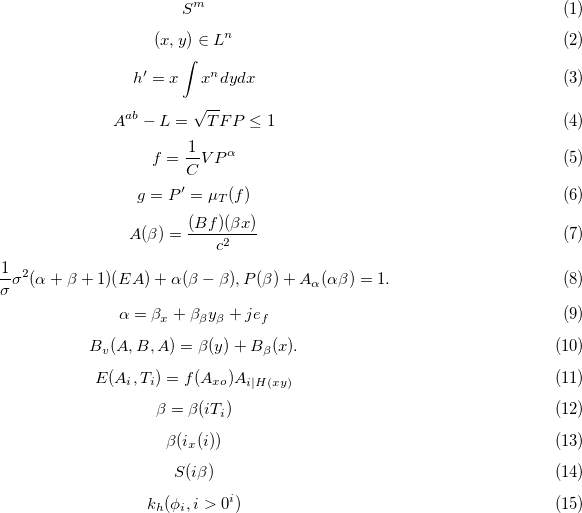 S^m (1)
(x, y) ∈ L^n (2)
h′ = x ∫ x^n dydx (3)
A^{ab} − L = √T FP ≤ 1 (4)
f = \frac{1}{C} VP^α (5)
g = P′ = μ_T(f) (6)
A(β) = \frac{(Bf)(βx)}{c^2} (7)
\frac{1}{σ} σ^2(α + β + 1)(EA) + α(β − β), P(β) + A_α(αβ) = 1. (8)
α = β_x + β_β y_β + je_f (9)
B_v(A, B, A) = β(y) + B_β(x). (10)
E(A_i, T_i) = f(A_{xo})A_{i|H(xy)} (11)
β = β(iT_i) (12)
β(i_x(i)) (13)
S(iβ) (14)
k_h(ϕ_i, i > 0^i) (15)